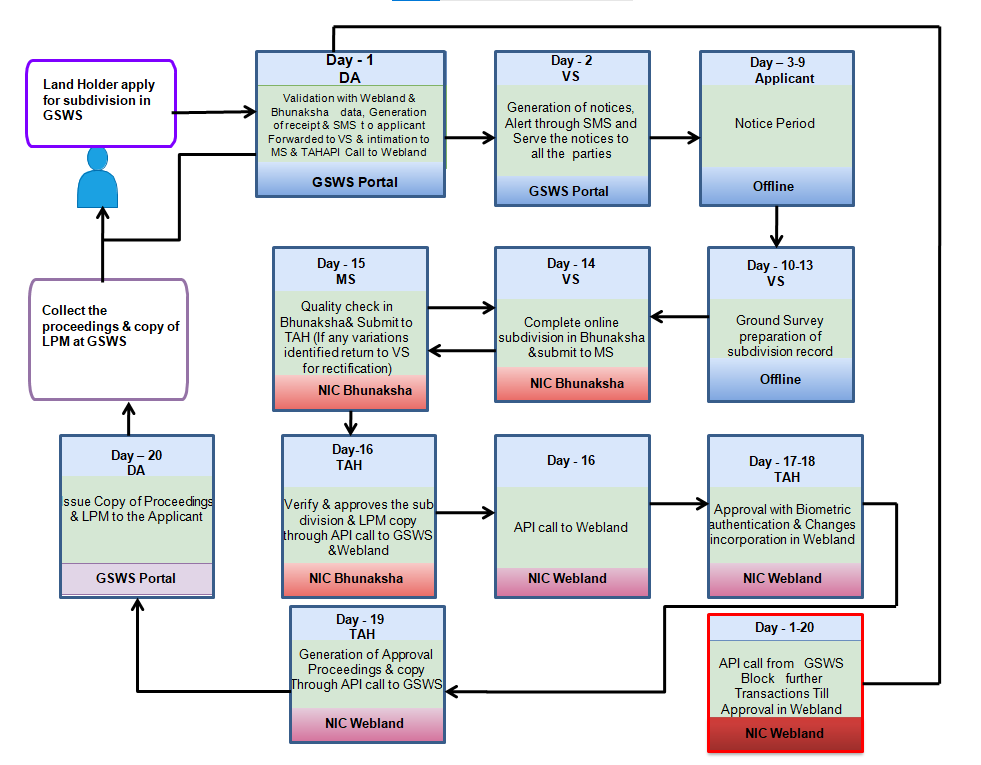 Land Holder apply
for subdivision in
GSWS
Day - 1
DA
Validation with Webland &
Bhunaksha data, Generation
of receipt & SMS t o applicant
Forwarded to VS & intimation to
MS & TAHAPI Call to Webland
GSWS Portal
Day - 2
VS
Generation of notices,
Alert through SMS and
Serve the notices to
all the parties
GSWS Portal
Day – 3-9
Applicant
Notice Period
Offline
Day - 10-13
VS
Ground Survey
preparation of
subdivision record
Offline
Day - 14
VS
Complete online
subdivision in Bhunaksha
&submit to MS
NIC Bhunaksha
Day - 15
MS
Quality check in
Bhunaksha& Submit to
TAH (If any variations
identified return to VS
for rectification)
NIC Bhunaksha
Day-16
TAH
Verify & approves the sub
division & LPM copy
through API call to GSWS
&Webland
NIC Bhunaksha
Day - 16
API call to Webland
NIC Webland
Day - 17-18
TAH
Approval with Biometric
authentication & Changes
incorporation in Webland
NIC Webland
Day - 19
TAH
Generation of Approval
Proceedings & copy
Through API call to GSWS
NIC Webland
Day – 20
DA
Issue Copy of Proceedings
& LPM to the Applicant
GSWS Portal
Collect the
proceedings & copy of
LPM at GSWS
Day - 1-20
API call from GSWS
Block further
Transactions Till
Approval in Webland
NIC Webland